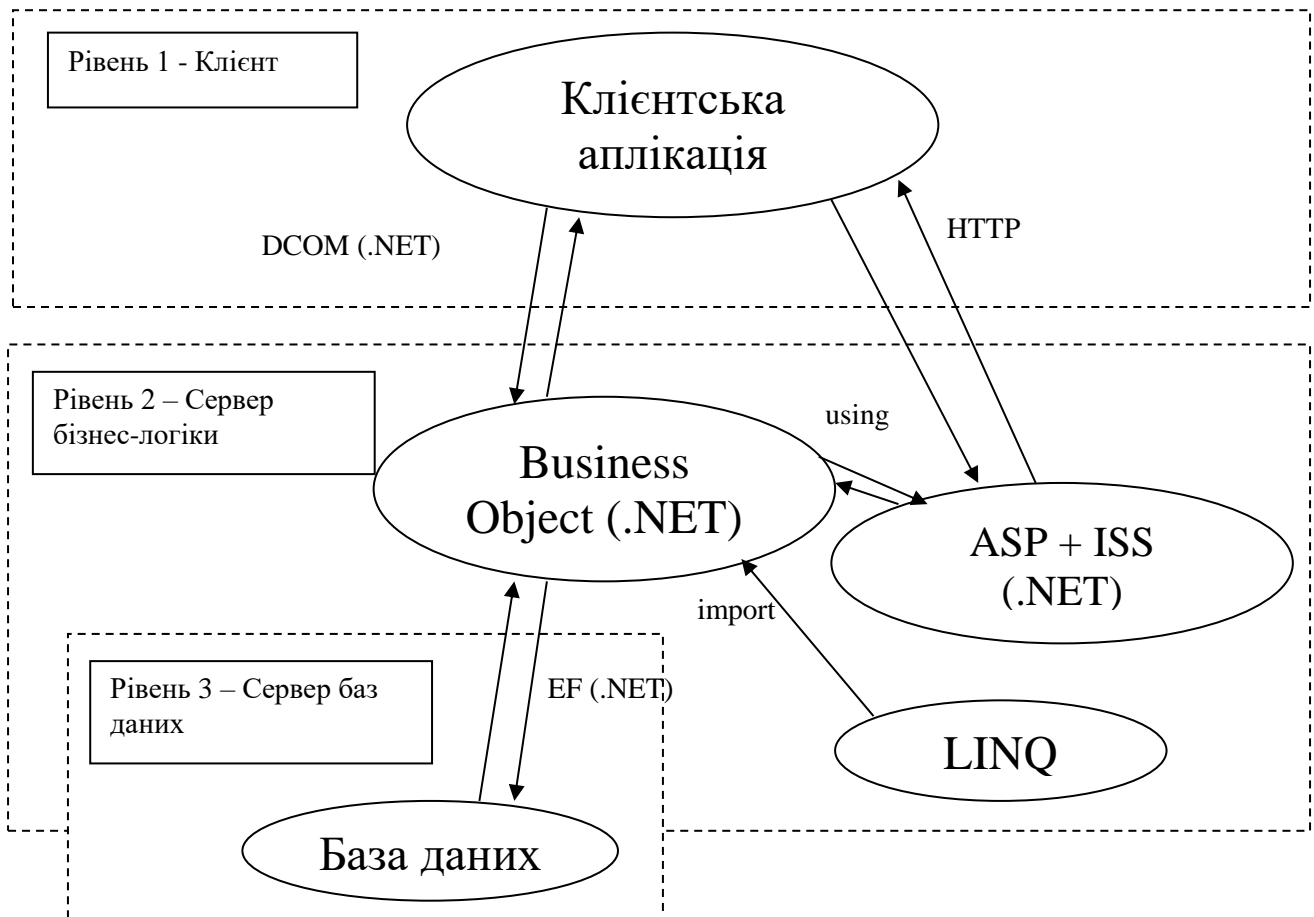 Рівень 1 - Клієнт
Клієнтська
аплікація
DCOM (.NET)
HTTP
Рівень 2 – Сервер
бізнес-логіки
using
Business
Object (.NET)
ASP + ISS
(.NET)
import
Рівень 3 – Сервер баз
даних
EF (.NET)
LINQ
База даних